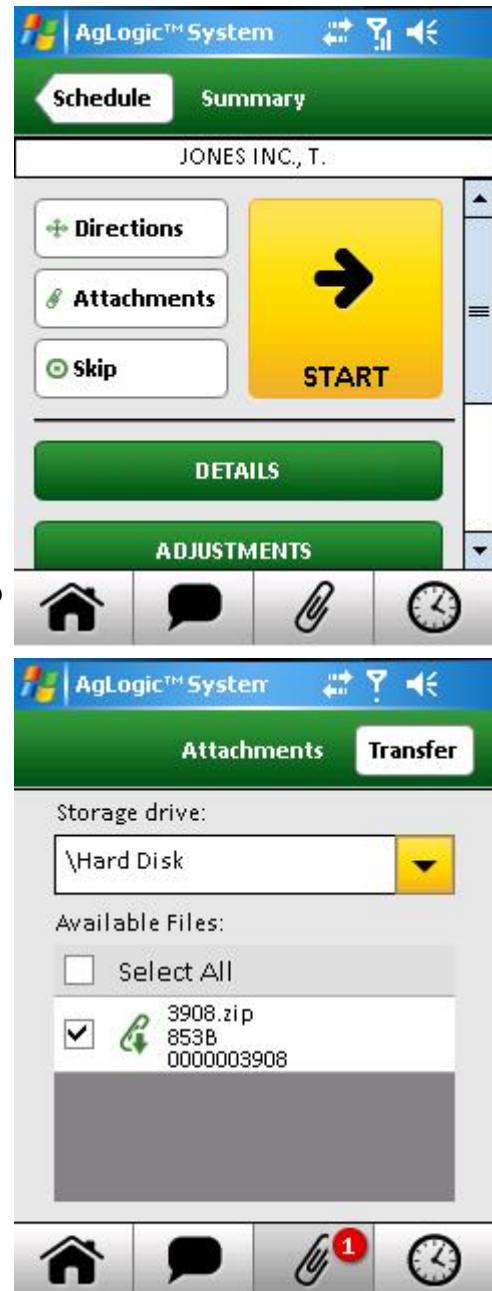 AgLogic™ System
Schedule
Summary
JONES INC., T.
Directions
Attachments
Skip
START
DETAILS
ADJUSTMENTS
AgLogic™ System
Attachments
Transfer
Storage drive:
\Hard Disk
Available Files:
Select All
3908.zip
853B
0000003908
1